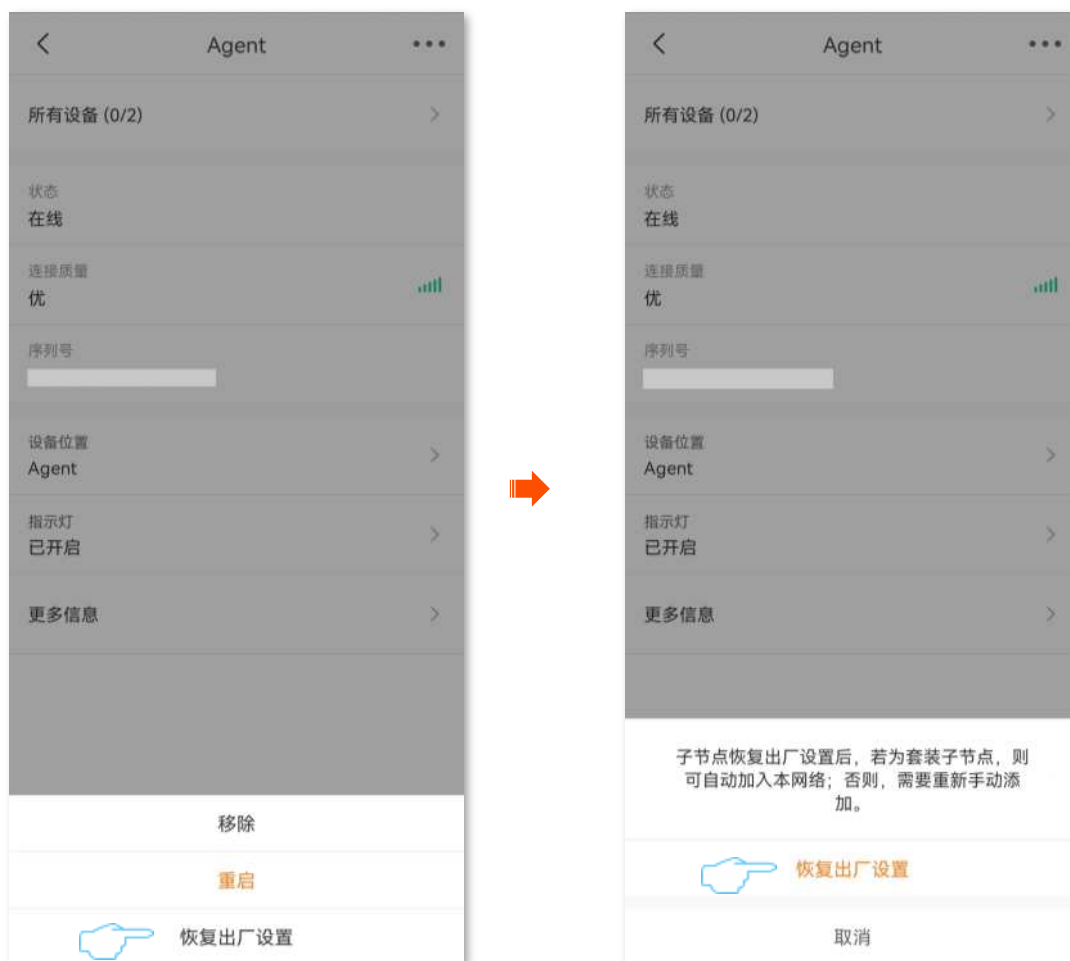 Agent
所有设备 (0/2)
状态
在线
连接质量
优
序列号
设备位置
Agent
指示灯
已开启
更多信息
移除
重启
恢复出厂设置
Agent
所有设备 (0/2)
状态
在线
连接质量
优
序列号
设备位置
Agent
指示灯
已开启
更多信息
子节点恢复出厂设置后，若为套装子节点，则
可自动加入本网络；否则，需要重新手动添
加。
恢复出厂设置
取消